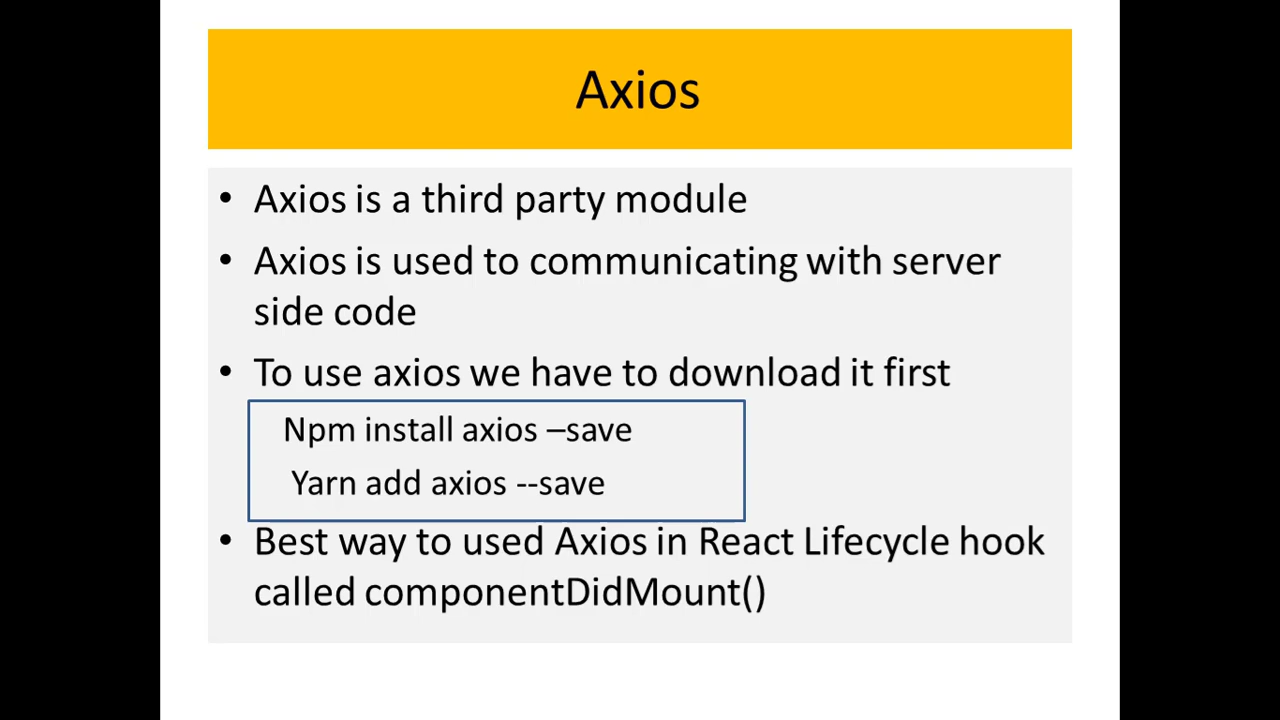 Axios
• Axios is a third party module
• Axios is used to communicating with server
side code
• To use axios we have to download it first
Npm install axios –save
Yarn add axios --save
• Best way to used Axios in React Lifecycle hook
called componentDidMount()